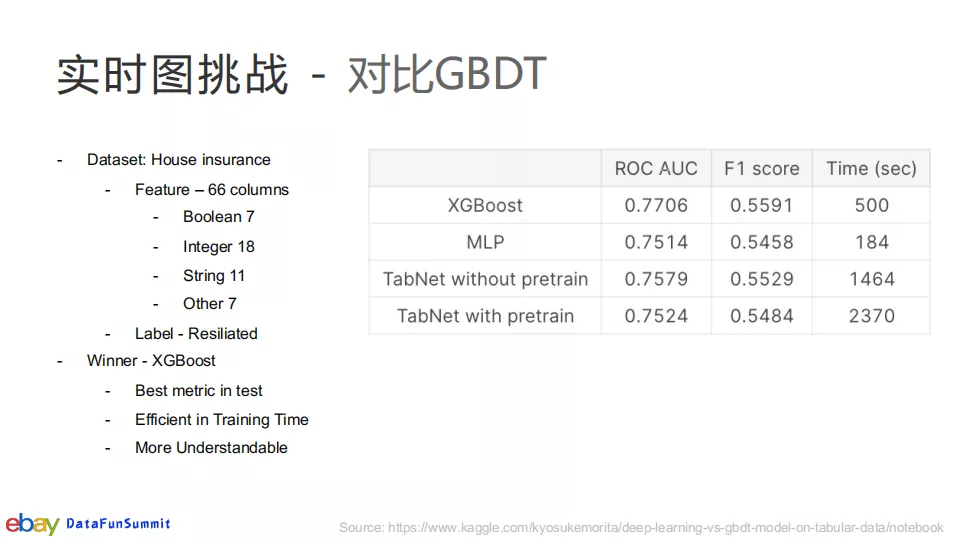 实时图挑战 - 对比GBDT
- Dataset: House insurance
- Feature – 66 columns
- Boolean 7
- Integer 18
- String 11
- Other 7
- Label - Resiliated
- Winner - XGBoost
- Best metric in test
- Efficient in Training Time
- More Understandable
ROC AUC F1 score Time (sec)
XGBoost 0.7706 0.5591 500
MLP 0.7514 0.5458 184
TabNet without pretrain 0.7579 0.5529 1464
TabNet with pretrain 0.7524 0.5484 2370
ebay DataFunSummit
Source: https://www.kaggle.com/kyosukemorita/deep-learning-vs-gbdt-model-on-tabular-data/notebook